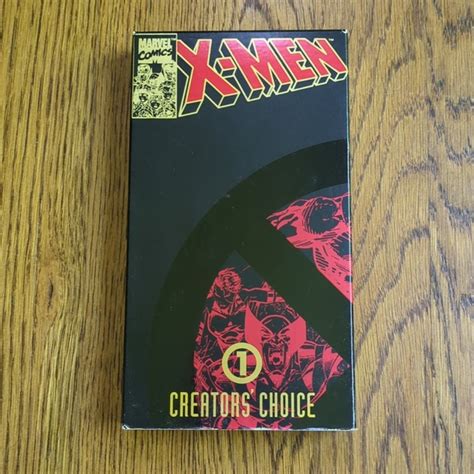 MARVEL
COMICS
X-MEN
1
CREATORS' CHOICE